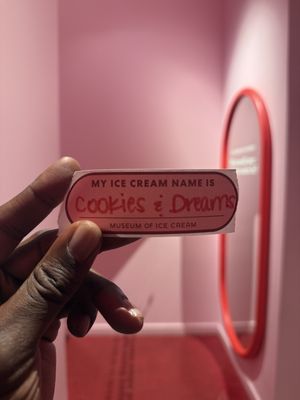 MY ICE CREAM NAME IS
Cookies & Dreams
MUSEUM OF ICE CREAM